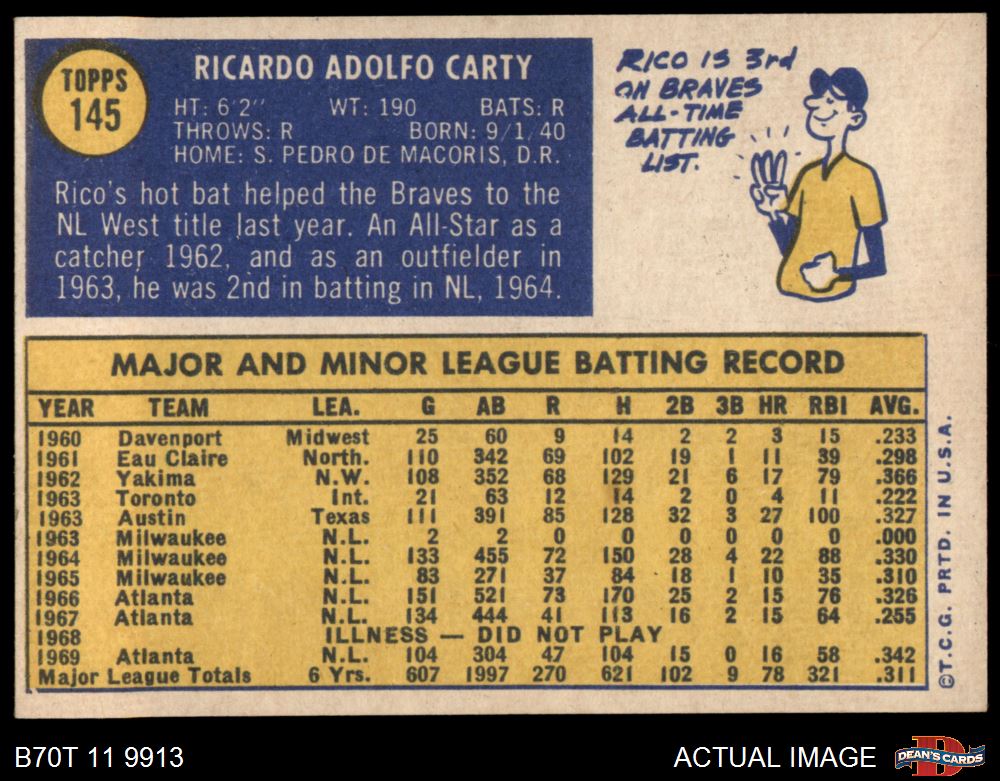 TOPPS
145
RICARDO ADOLFO CARTY
HT: 6'2" WT: 190 BATS: R
THROWS: R BORN: 9/1/40
HOME: S. PEDRO DE MACORIS, D.R.
Rico's hot bat helped the Braves to the
NL West title last year. An All-Star as a
catcher 1962, and as an outfielder in
1963, he was 2nd in batting in NL, 1964.
RICO IS 3rd
ON BRAVES
ALL-TIME
BATTING
LIST.
MAJOR AND MINOR LEAGUE BATTING RECORD
YEAR TEAM LEA. G AB R H 2B 3B HR RBI AVG.
1960 Davenport Midwest 25 60 9 14 2 2 3 15 .233
1961 Eau Claire North. 110 342 69 102 19 1 11 39 .298
1962 Yakima N.W. 108 352 68 129 21 6 17 79 .366
1963 Toronto Int. 21 63 12 14 2 0 4 11 .222
1963 Austin Texas 111 391 85 128 32 3 27 100 .327
1963 Milwaukee N.L. 2 2 0 0 0 0 0 0 .000
1964 Milwaukee N.L. 133 455 72 150 28 4 22 88 .330
1965 Milwaukee N.L. 83 271 37 84 18 1 10 35 .310
1966 Atlanta N.L. 151 521 73 170 25 2 15 76 .326
1967 Atlanta N.L. 134 444 41 113 16 2 15 64 .255
1968 ILLNESS — DID NOT PLAY
1969 Atlanta N.L. 104 304 47 104 15 0 16 58 .342
Major League Totals 6 Yrs. 607 1997 270 621 102 9 78 321 .311
©T.C.G. PRTD. IN U.S.A.
B70T 11 9913
ACTUAL IMAGE
DEAN'S CARDS